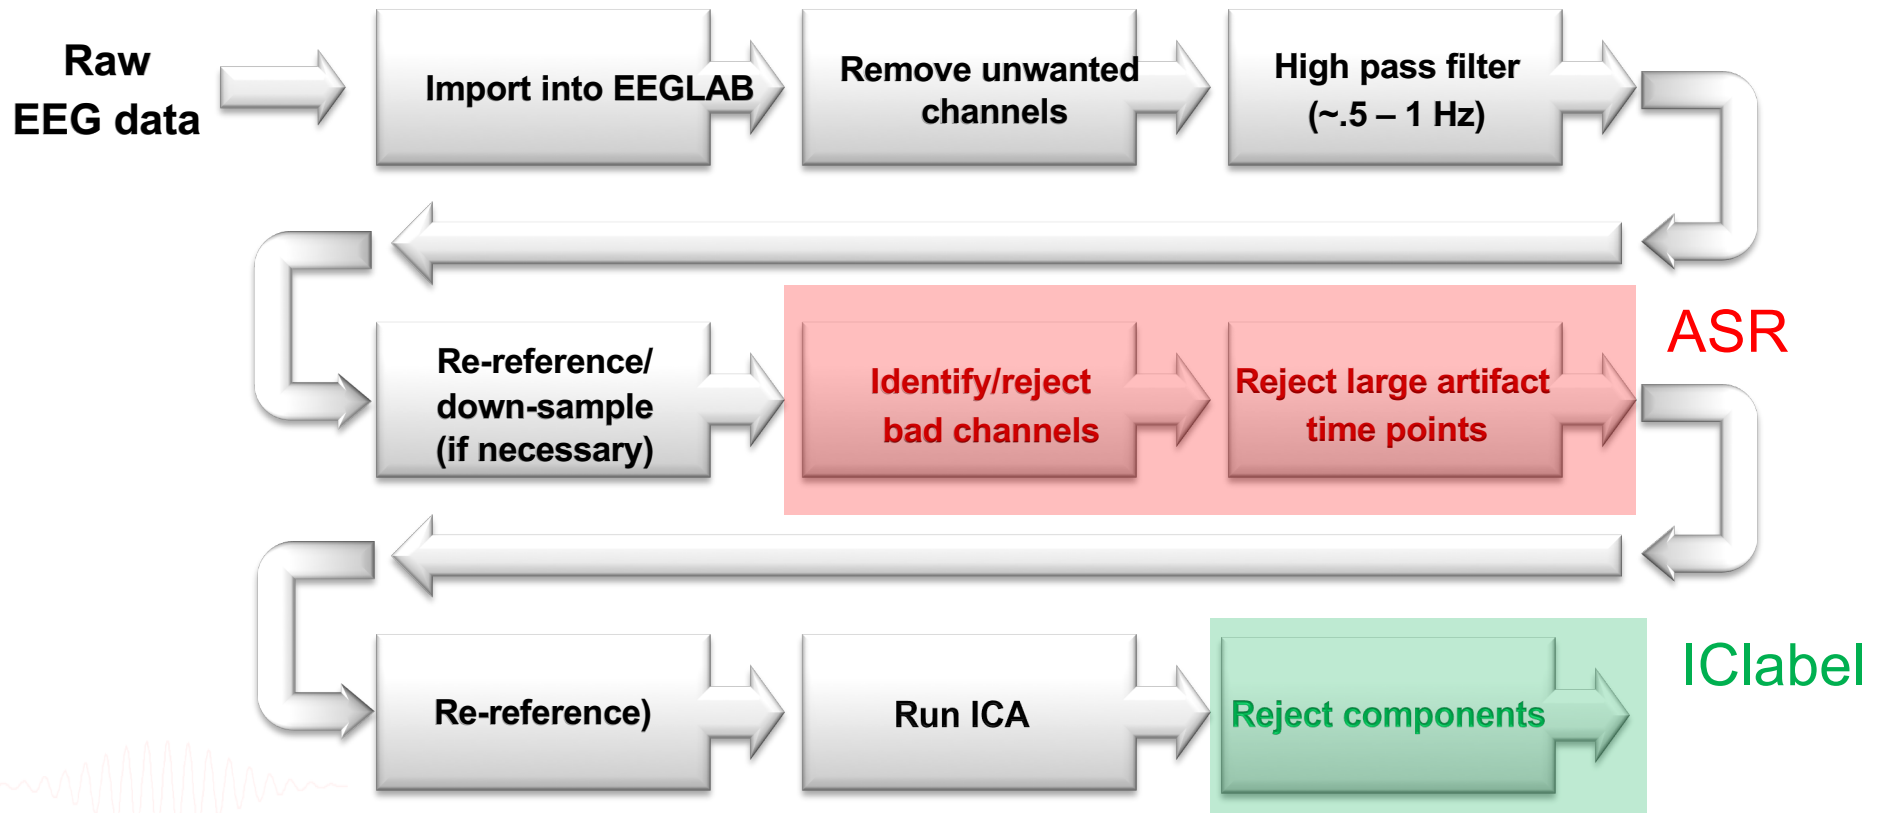 Raw
EEG data
Import into EEGLAB
Remove unwanted
channels
High pass filter
(~.5 – 1 Hz)
Re-reference/
down-sample
(if necessary)
Identify/reject
bad channels
Reject large artifact
time points
ASR
Re-reference)
Run ICA
Reject components
IClabel